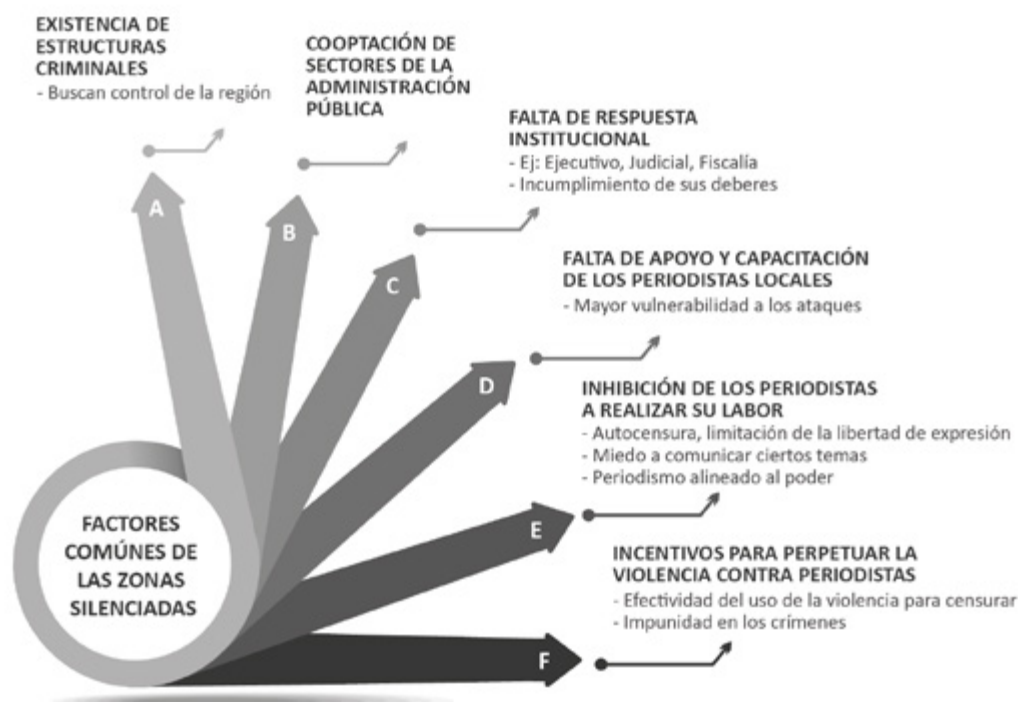 EXISTENCIA DE
ESTRUCTURAS
CRIMINALES
- Buscan control de la región
COOPTACIÓN DE
SECTORES DE LA
ADMINISTRACIÓN
PÚBLICA
FALTA DE RESPUESTA
INSTITUCIONAL
- Ej: Ejecutivo, Judicial, Fiscalía
- Incumplimiento de sus deberes
FALTA DE APOYO Y CAPACITACIÓN
DE LOS PERIODISTAS LOCALES
- Mayor vulnerabilidad a los ataques
INHIBICIÓN DE LOS PERIODISTAS
A REALIZAR SU LABOR
- Autocensura, limitación de la libertad de expresión
- Miedo a comunicar ciertos temas
- Periodismo alineado al poder
INCENTIVOS PARA PERPETUAR LA
VIOLENCIA CONTRA PERIODISTAS
- Efectividad del uso de la violencia para censurar
- Impunidad en los crímenes
A
B
C
D
E
F
FACTORES
COMÚNES DE
LAS ZONAS
SILENCIADAS